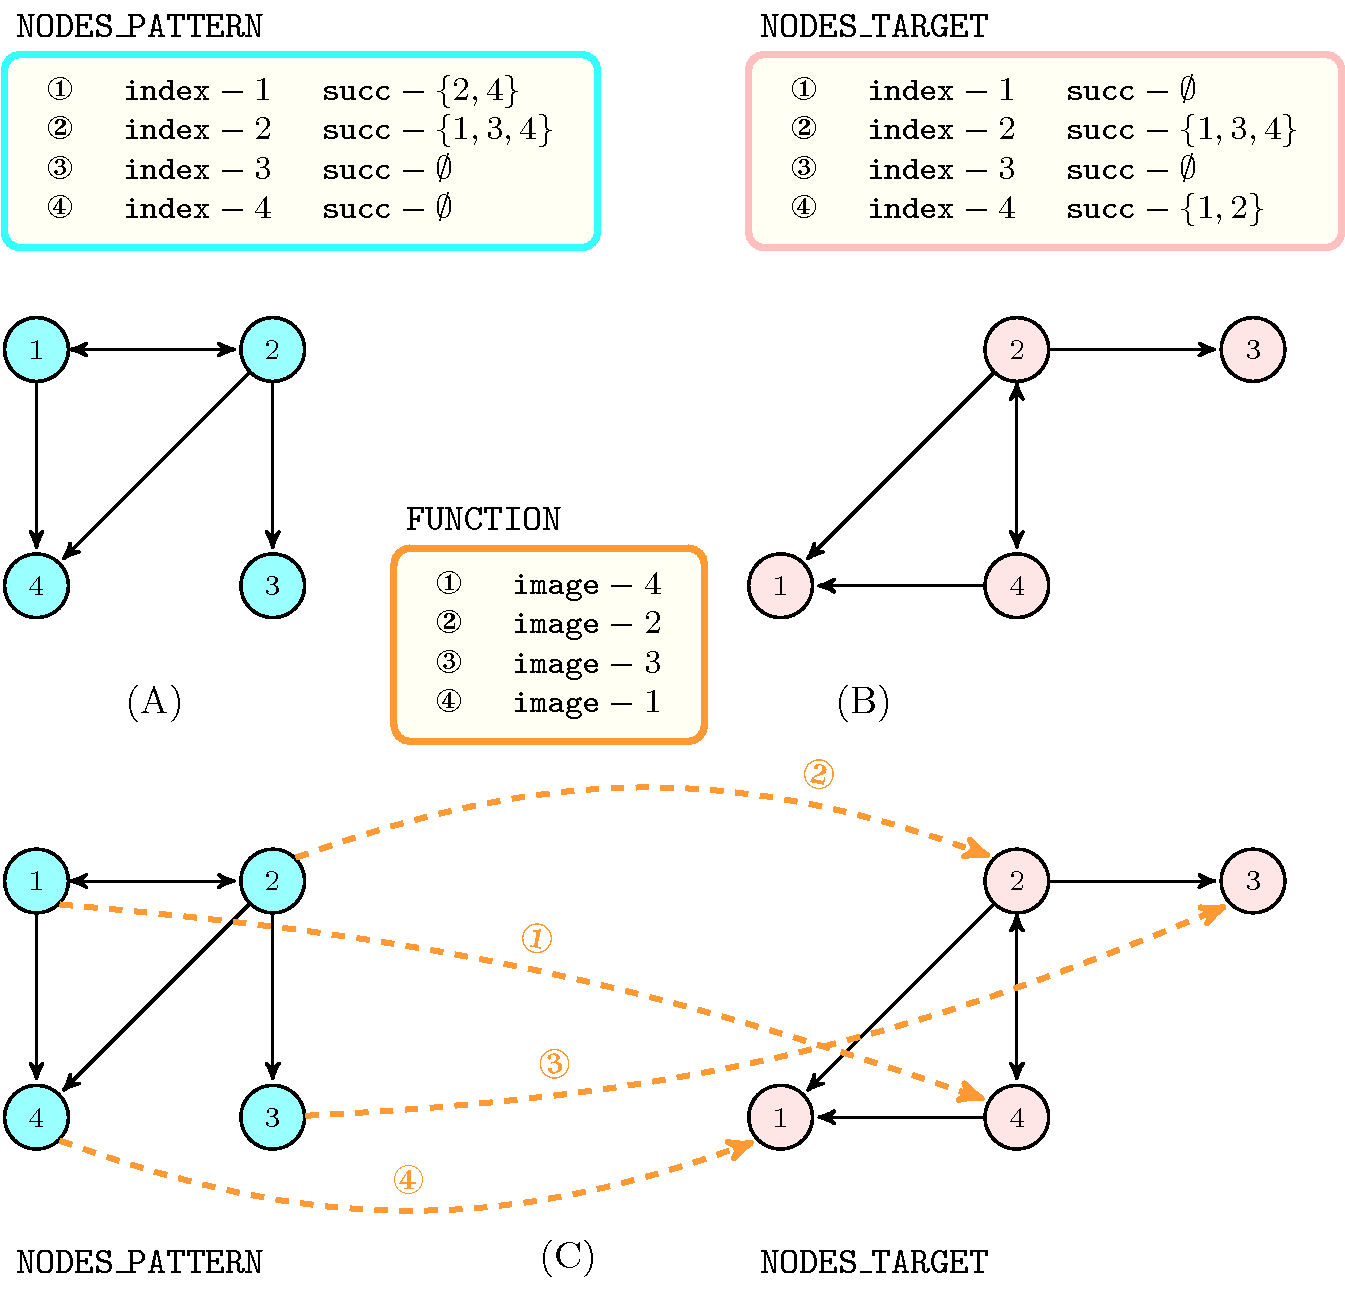 NODES_PATTERN
① index − 1 succ − {2, 4}
② index − 2 succ − {1, 3, 4}
③ index − 3 succ − ∅
④ index − 4 succ − ∅
NODES_TARGET
① index − 1 succ − ∅
② index − 2 succ − {1, 3, 4}
③ index − 3 succ − ∅
④ index − 4 succ − {1, 2}
1 2
4 3
(A)
2 3
1 4
(B)
FUNCTION
① image − 4
② image − 2
③ image − 3
④ image − 1
②
1 2 2 3
①
③
4 3 1 4
④
(C)
NODES_PATTERN
NODES_TARGET